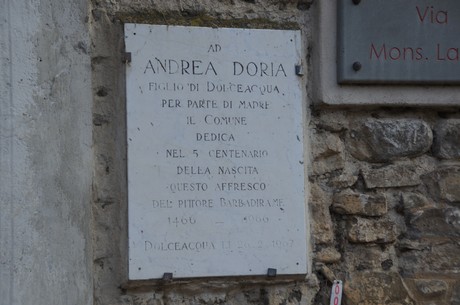 AD
ANDREA DORIA
FIGLIO DI DOLCEACQUA
PER PARTE DI MADRE
IL COMUNE
DEDICA
NEL 5° CENTENARIO
DELLA NASCITA
QUESTO AFFRESCO
DEL PITTORE BARBADIRAME
1466 – 1966
DOLCEACQUA
Via
Mons. La